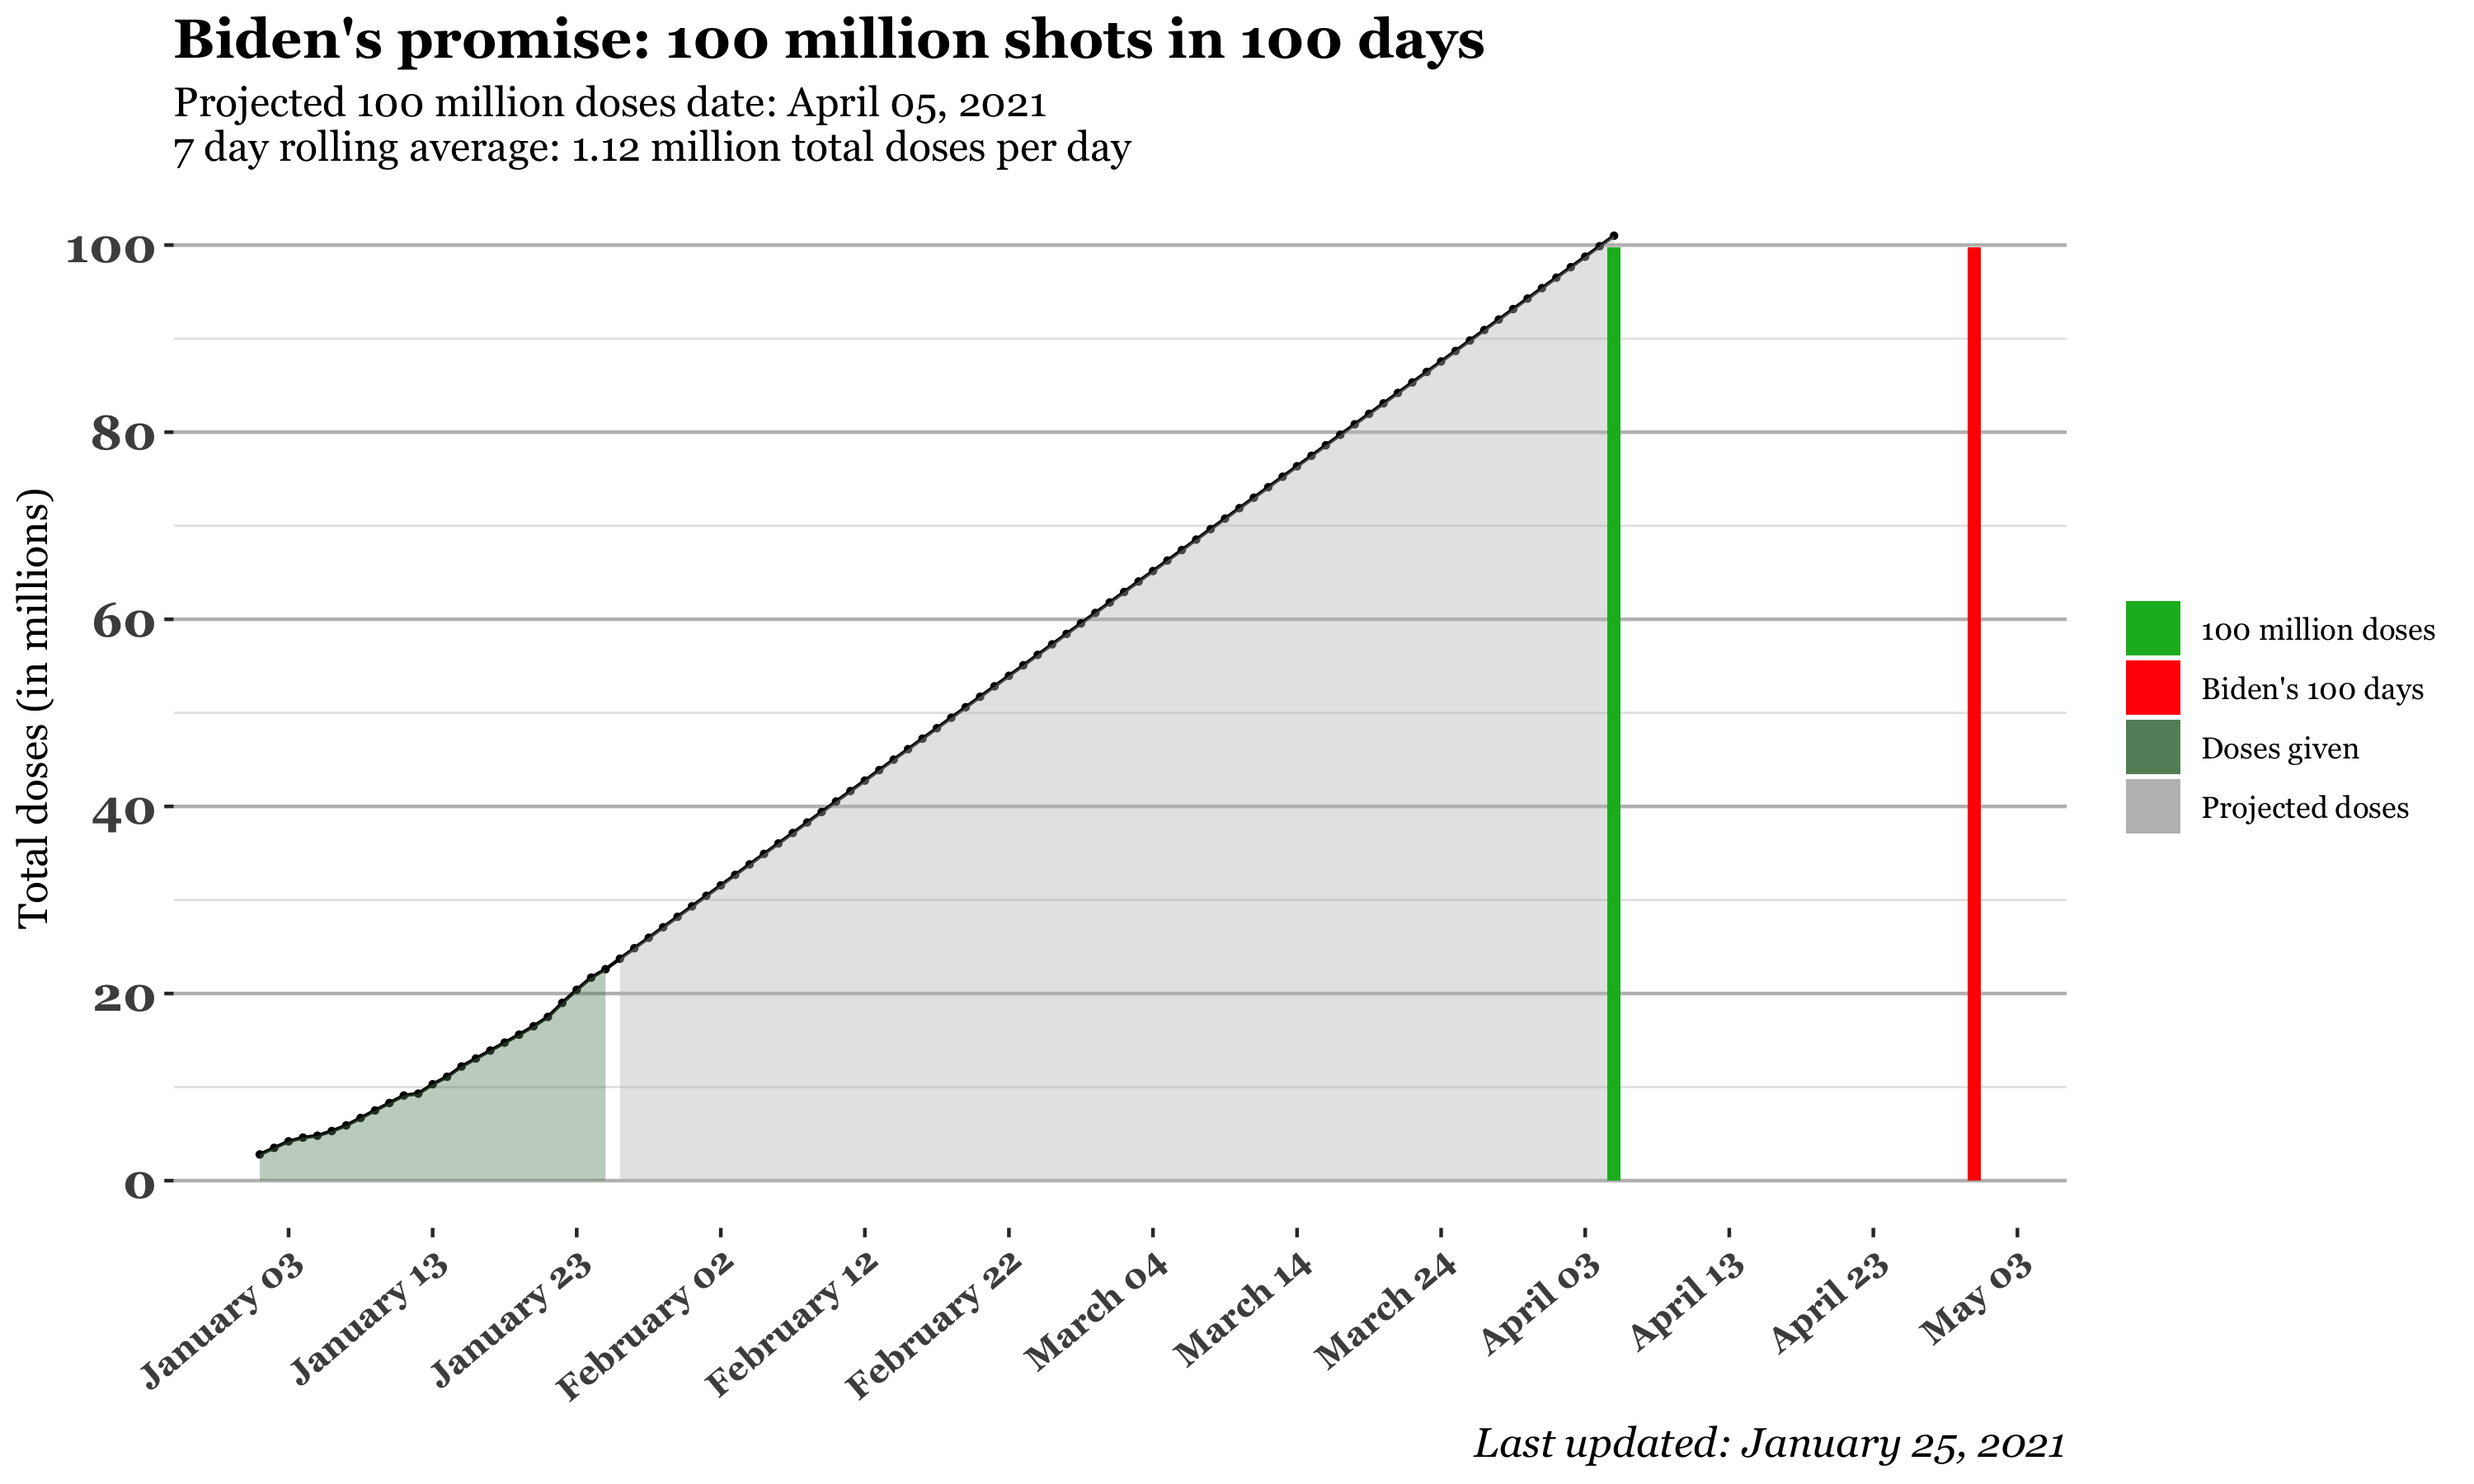 Biden's promise: 100 million shots in 100 days
Projected 100 million doses date: April 05, 2021
7 day rolling average: 1.12 million total doses per day
Total doses (in millions)
100
80
60
40
20
0
January 03
January 13
January 23
February 02
February 12
February 22
March 04
March 14
March 24
April 03
April 13
April 23
May 03
100 million doses
Biden's 100 days
Doses given
Projected doses
Last updated: January 25, 2021